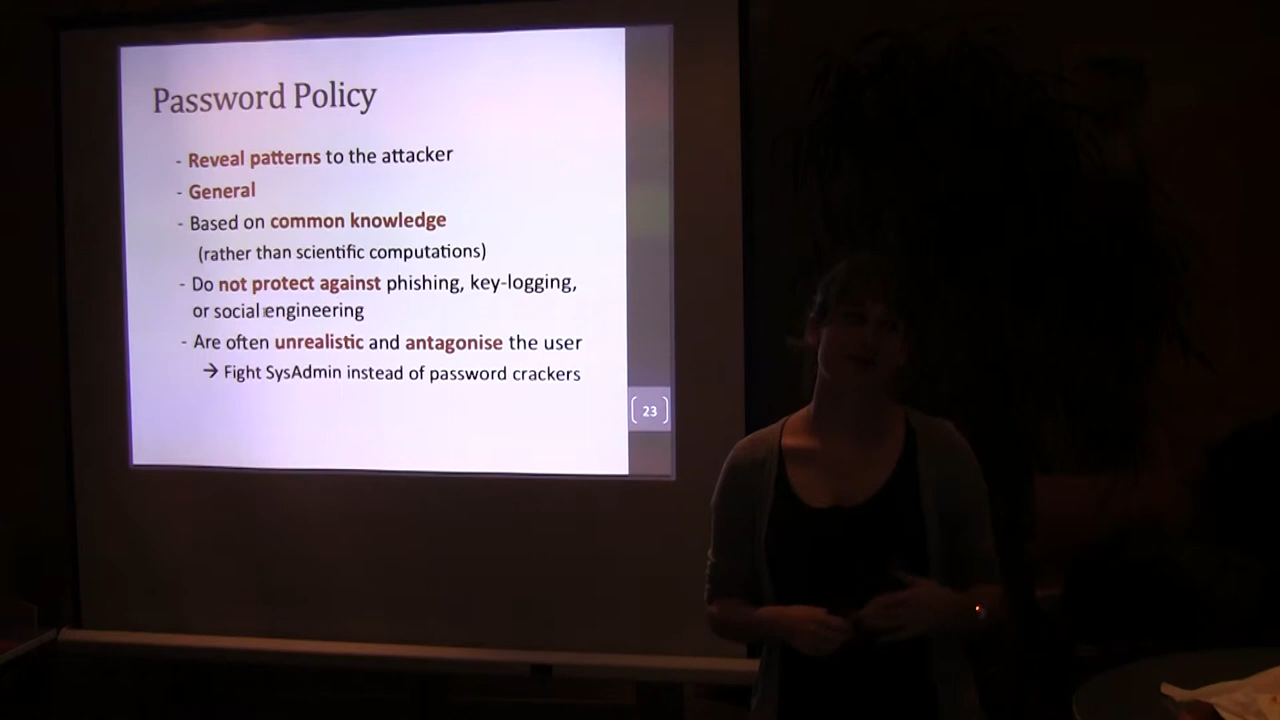 Password Policy
- Reveal patterns to the attacker
- General
- Based on common knowledge
(rather than scientific computations)
- Do not protect against phishing, key-logging,
or social engineering
- Are often unrealistic and antagonise the user
→ Fight SysAdmin instead of password crackers
23